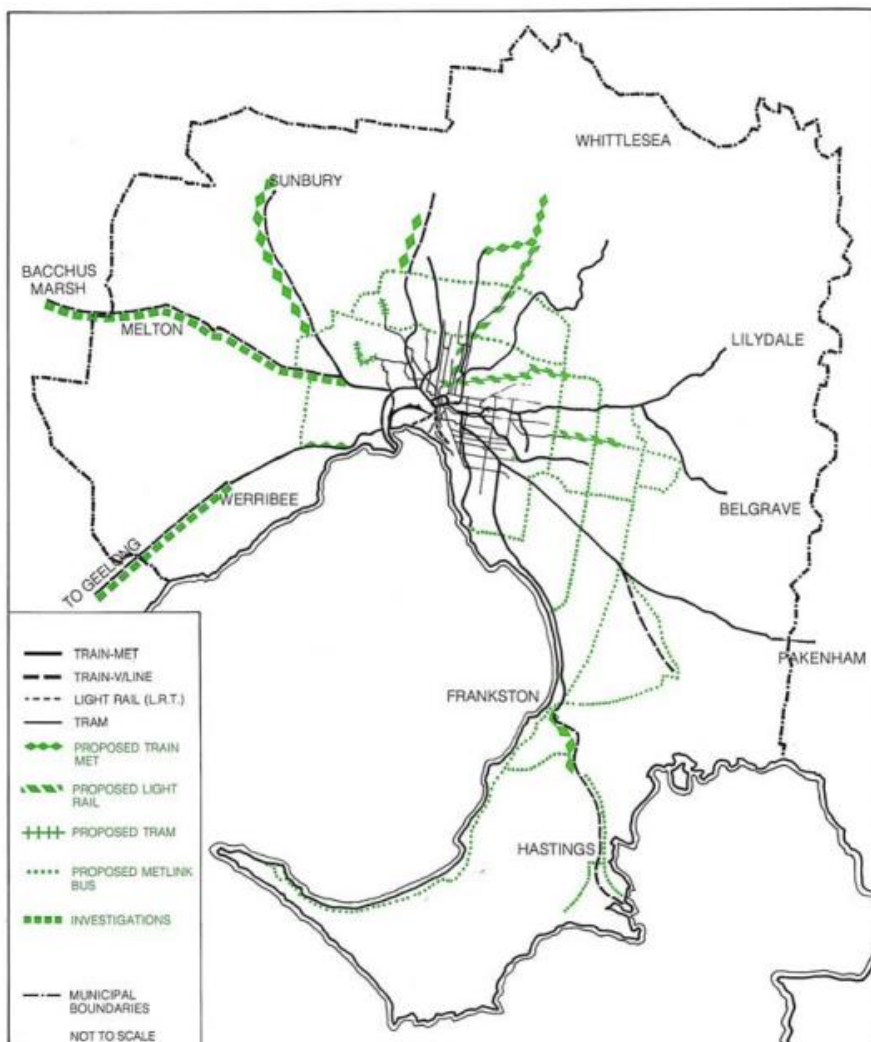 WHITTLESEA
SUNBURY
BACCHUS
MARSH
MELTON
LILYDALE
WERRIBEE
BELGRAVE
TO GEELONG
PAKENHAM
FRANKSTON
HASTINGS
TRAIN-MET
TRAIN-V/LINE
LIGHT RAIL (L.R.T.)
TRAM
PROPOSED TRAIN
MET
PROPOSED LIGHT
RAIL
PROPOSED TRAM
PROPOSED METLINK
BUS
INVESTIGATIONS
MUNICIPAL
BOUNDARIES
NOT TO SCALE